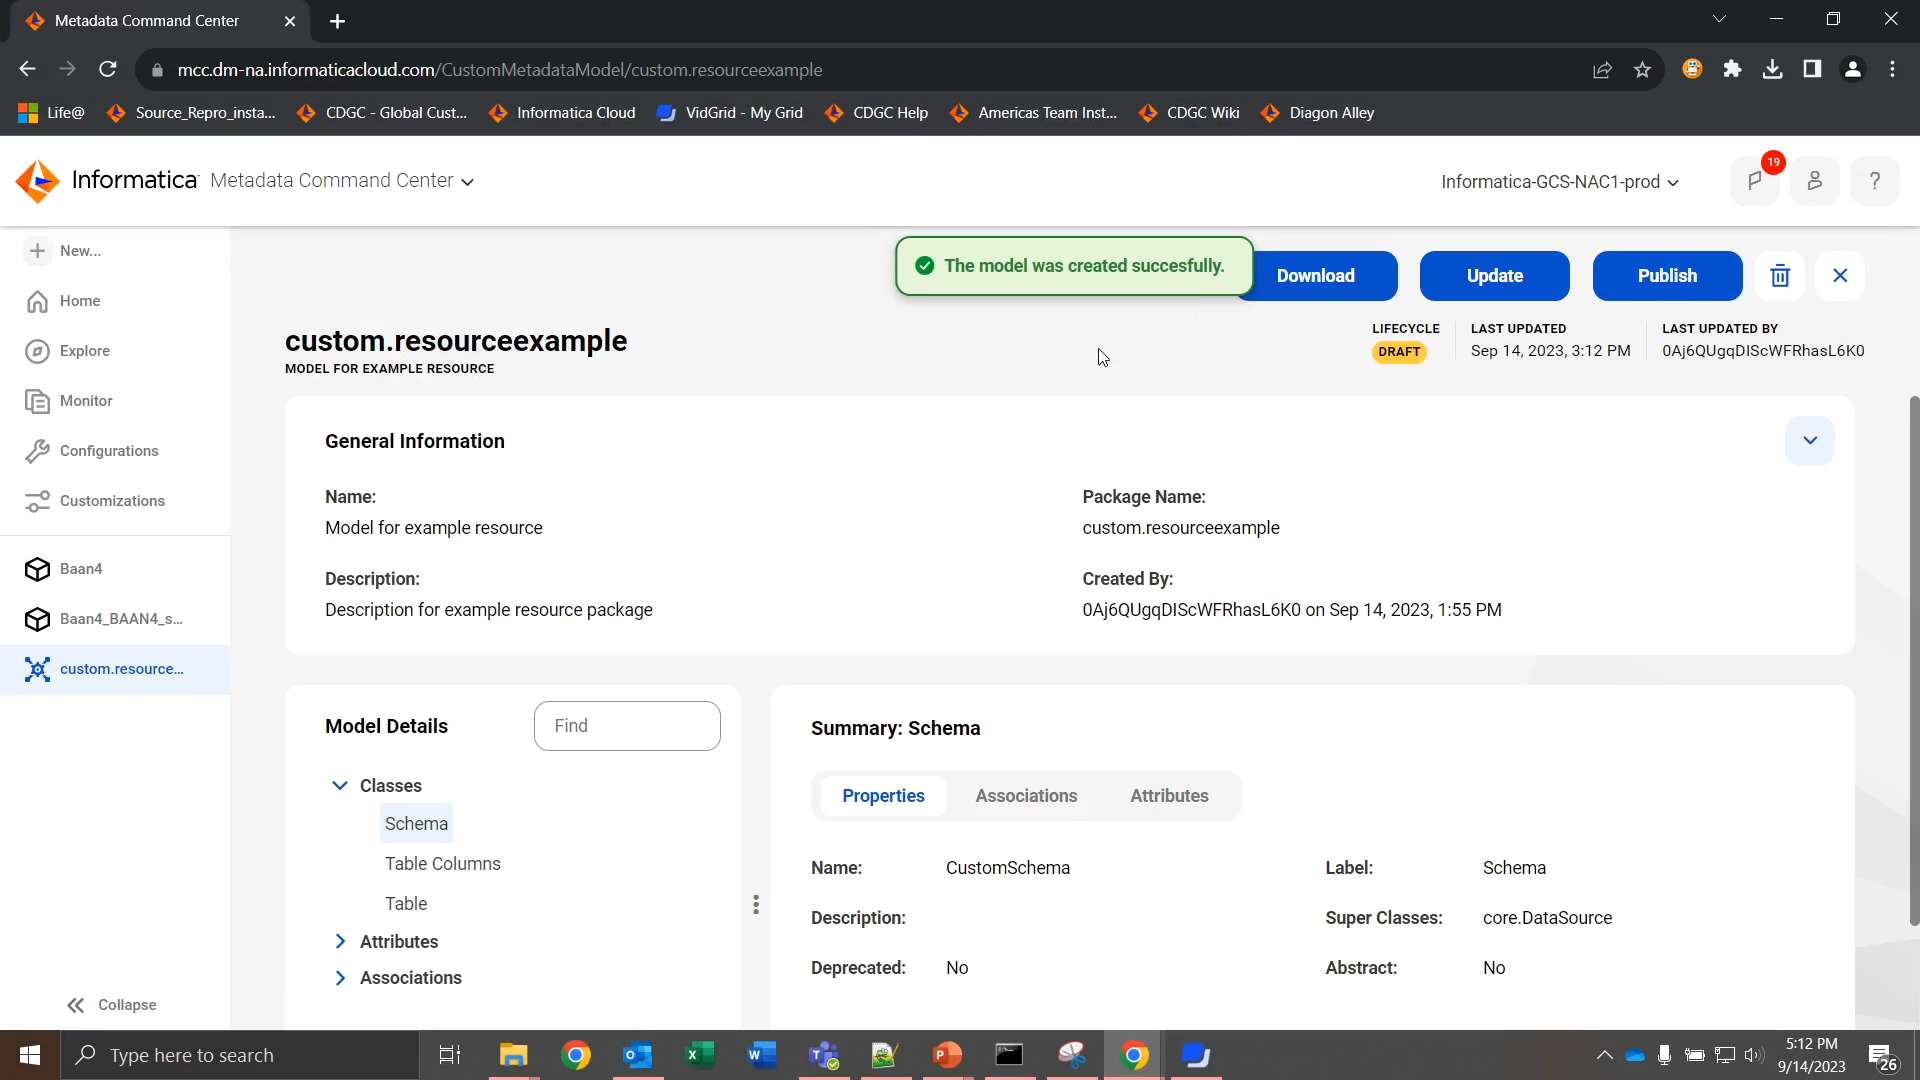 Metadata Command Center
mcc.dm-na.informaticacloud.com/CustomMetadataModel/custom.resourceexample
Life@
Source_Repro_insta...
CDGC - Global Cust...
Informatica Cloud
VidGrid - My Grid
CDGC Help
Americas Team Inst...
CDGC Wiki
Diagon Alley
Informatica Metadata Command Center
Informatica-GCS-NAC1-prod
19
?
New...
Home
Explore
Monitor
Configurations
Customizations
Baan4
Baan4_BAAN4_s...
custom.resource...
Collapse
The model was created succesfully.
Download
Update
Publish
custom.resourceexample
MODEL FOR EXAMPLE RESOURCE
LIFECYCLE
DRAFT
LAST UPDATED
Sep 14, 2023, 3:12 PM
LAST UPDATED BY
0Aj6QUgqDIScWFRhasL6K0
General Information
Name:
Model for example resource
Package Name:
custom.resourceexample
Description:
Description for example resource package
Created By:
0Aj6QUgqDIScWFRhasL6K0 on Sep 14, 2023, 1:55 PM
Model Details
Find
Classes
Schema
Table Columns
Table
Attributes
Associations
Summary: Schema
Properties
Associations
Attributes
Name: CustomSchema
Label: Schema
Description:
Super Classes: core.DataSource
Deprecated: No
Abstract: No
Type here to search
5:12 PM
9/14/2023
26